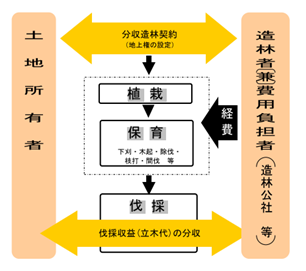 土地所有者
分収造林契約
(地上権の設定)
造林者兼費用負担者(造林公社 等)
植栽
保育
下刈・木起・除伐・
枝打・間伐 等
経費
伐採
伐採収益(立木代)の分収